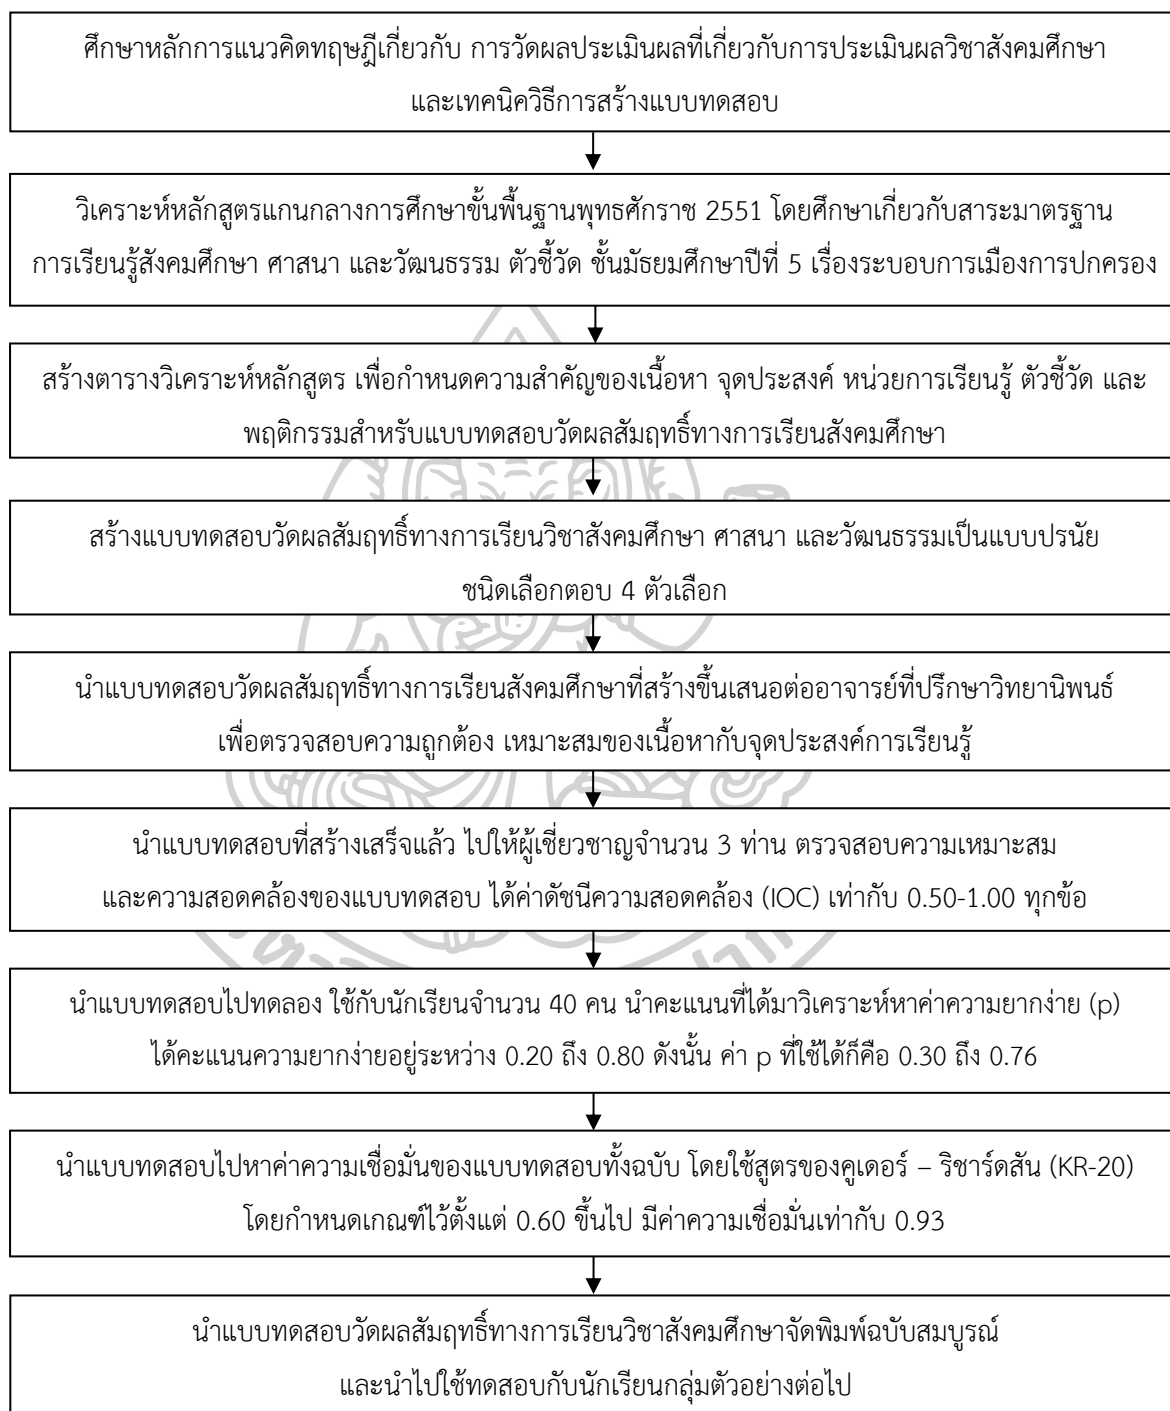 ศึกษาหลักการแนวคิดทฤษฎีเกี่ยวกับ การวัดผลประเมินผลที่เกี่ยวกับการประเมินผลวิชาสังคมศึกษา
และเทคนิควิธีการสร้างแบบทดสอบ
วิเคราะห์หลักสูตรแกนกลางการศึกษาขั้นพื้นฐานพุทธศักราช 2551 โดยศึกษาเกี่ยวกับสาระมาตรฐาน
การเรียนรู้สังคมศึกษา ศาสนา และวัฒนธรรม ตัวชี้วัด ชั้นมัธยมศึกษาปีที่ 5 เรื่องระบอบการเมืองการปกครอง
สร้างตารางวิเคราะห์หลักสูตร เพื่อกำหนดความสำคัญของเนื้อหา จุดประสงค์ หน่วยการเรียนรู้ ตัวชี้วัด และ
พฤติกรรมสำหรับแบบทดสอบวัดผลสัมฤทธิ์ทางการเรียนสังคมศึกษา
สร้างแบบทดสอบวัดผลสัมฤทธิ์ทางการเรียนวิชาสังคมศึกษา ศาสนา และวัฒนธรรมเป็นแบบปรนัย
ชนิดเลือกตอบ 4 ตัวเลือก
นำแบบทดสอบวัดผลสัมฤทธิ์ทางการเรียนสังคมศึกษาที่สร้างขึ้นเสนอต่ออาจารย์ที่ปรึกษาวิทยานิพนธ์
เพื่อตรวจสอบความถูกต้อง เหมาะสมของเนื้อหากับจุดประสงค์การเรียนรู้
นำแบบทดสอบที่สร้างเสร็จแล้ว ไปให้ผู้เชี่ยวชาญจำนวน 3 ท่าน ตรวจสอบความเหมาะสม
และความสอดคล้องของแบบทดสอบ ได้ค่าดัชนีความสอดคล้อง (IOC) เท่ากับ 0.50-1.00 ทุกข้อ
นำแบบทดสอบไปทดลอง ใช้กับนักเรียนจำนวน 40 คน นำคะแนนที่ได้มาวิเคราะห์หาค่าความยากง่าย (p)
ได้คะแนนความยากง่ายอยู่ระหว่าง 0.20 ถึง 0.80 ดังนั้น ค่า p ที่ใช้ได้ก็คือ 0.30 ถึง 0.76
นำแบบทดสอบไปหาค่าความเชื่อมั่นของแบบทดสอบทั้งฉบับ โดยใช้สูตรของคูเดอร์ – ริชาร์ดสัน (KR-20)
โดยกำหนดเกณฑ์ไว้ตั้งแต่ 0.60 ขึ้นไป มีค่าความเชื่อมั่นเท่ากับ 0.93
นำแบบทดสอบวัดผลสัมฤทธิ์ทางการเรียนวิชาสังคมศึกษาจัดพิมพ์ฉบับสมบูรณ์
และนำไปใช้ทดสอบกับนักเรียนกลุ่มตัวอย่างต่อไป